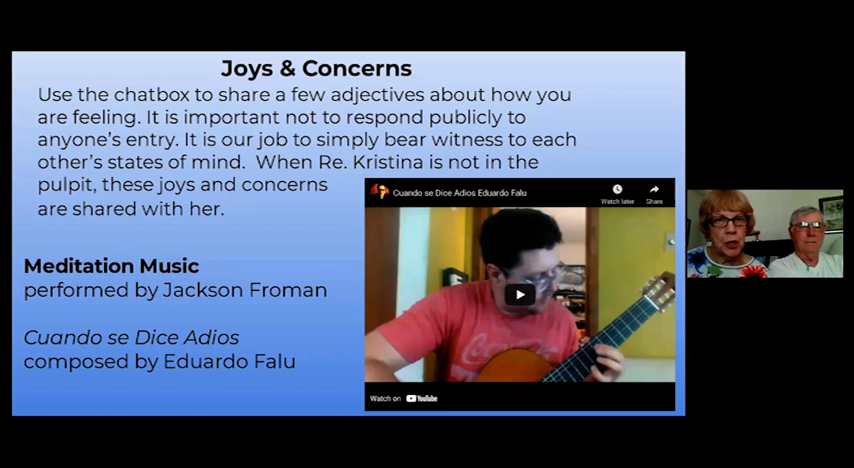 Joys & Concerns
Use the chatbox to share a few adjectives about how you
are feeling. It is important not to respond publicly to
anyone's entry. It is our job to simply bear witness to each
other's states of mind.  When Re. Kristina is not in the
pulpit, these joys and concerns
are shared with her.
Cuando se Dice Adios Eduardo Falu
Watch later
Share
Meditation Music
performed by Jackson Froman
Cuando se Dice Adios
composed by Eduardo Falu
Coca
Watch on YouTube